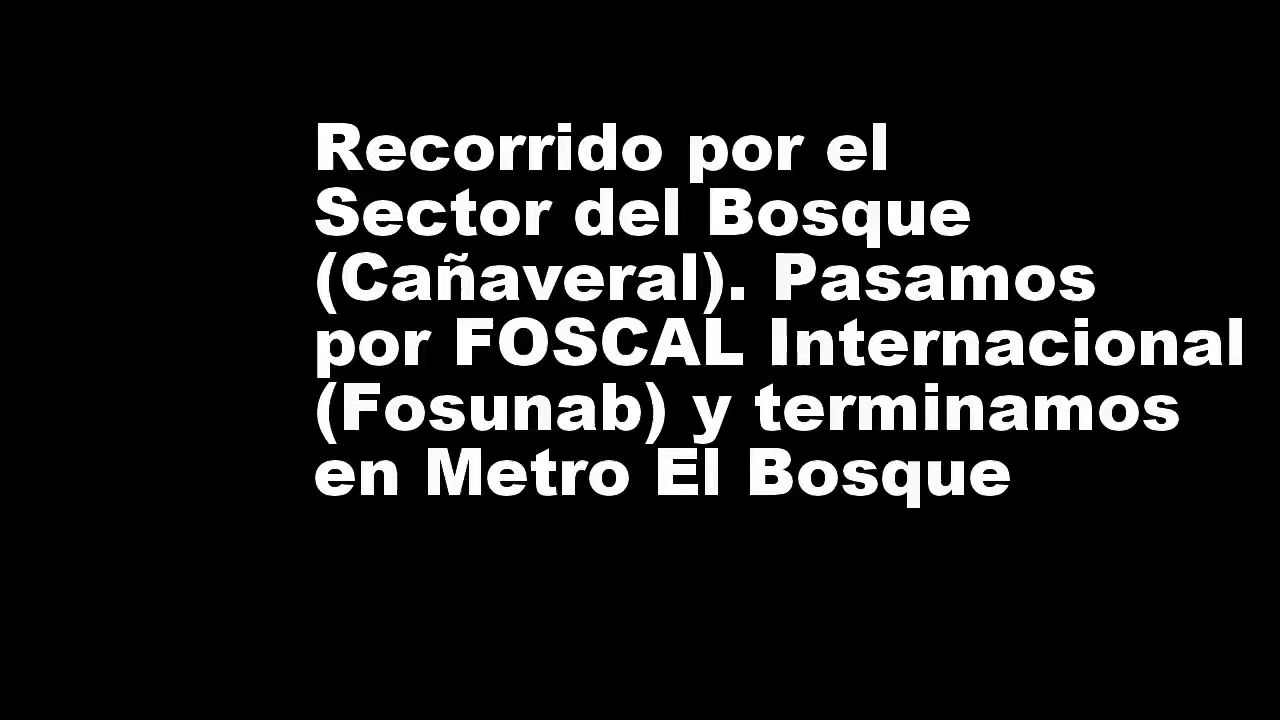 Recorrido por el
Sector del Bosque
(Cañaveral). Pasamos
por FOSCAL Internacional
(Fosunab) y terminamos
en Metro El Bosque